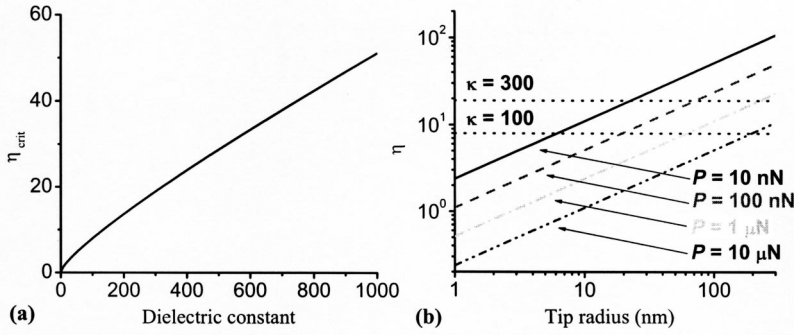 60
40
20
0
η crit
0 200 400 600 800 1000
Dielectric constant
(a)
10²
10¹
10⁰
η
κ = 300
κ = 100
P = 10 nN
P = 100 nN
P = 1 μN
P = 10 μN
1 10 100
Tip radius (nm)
(b)